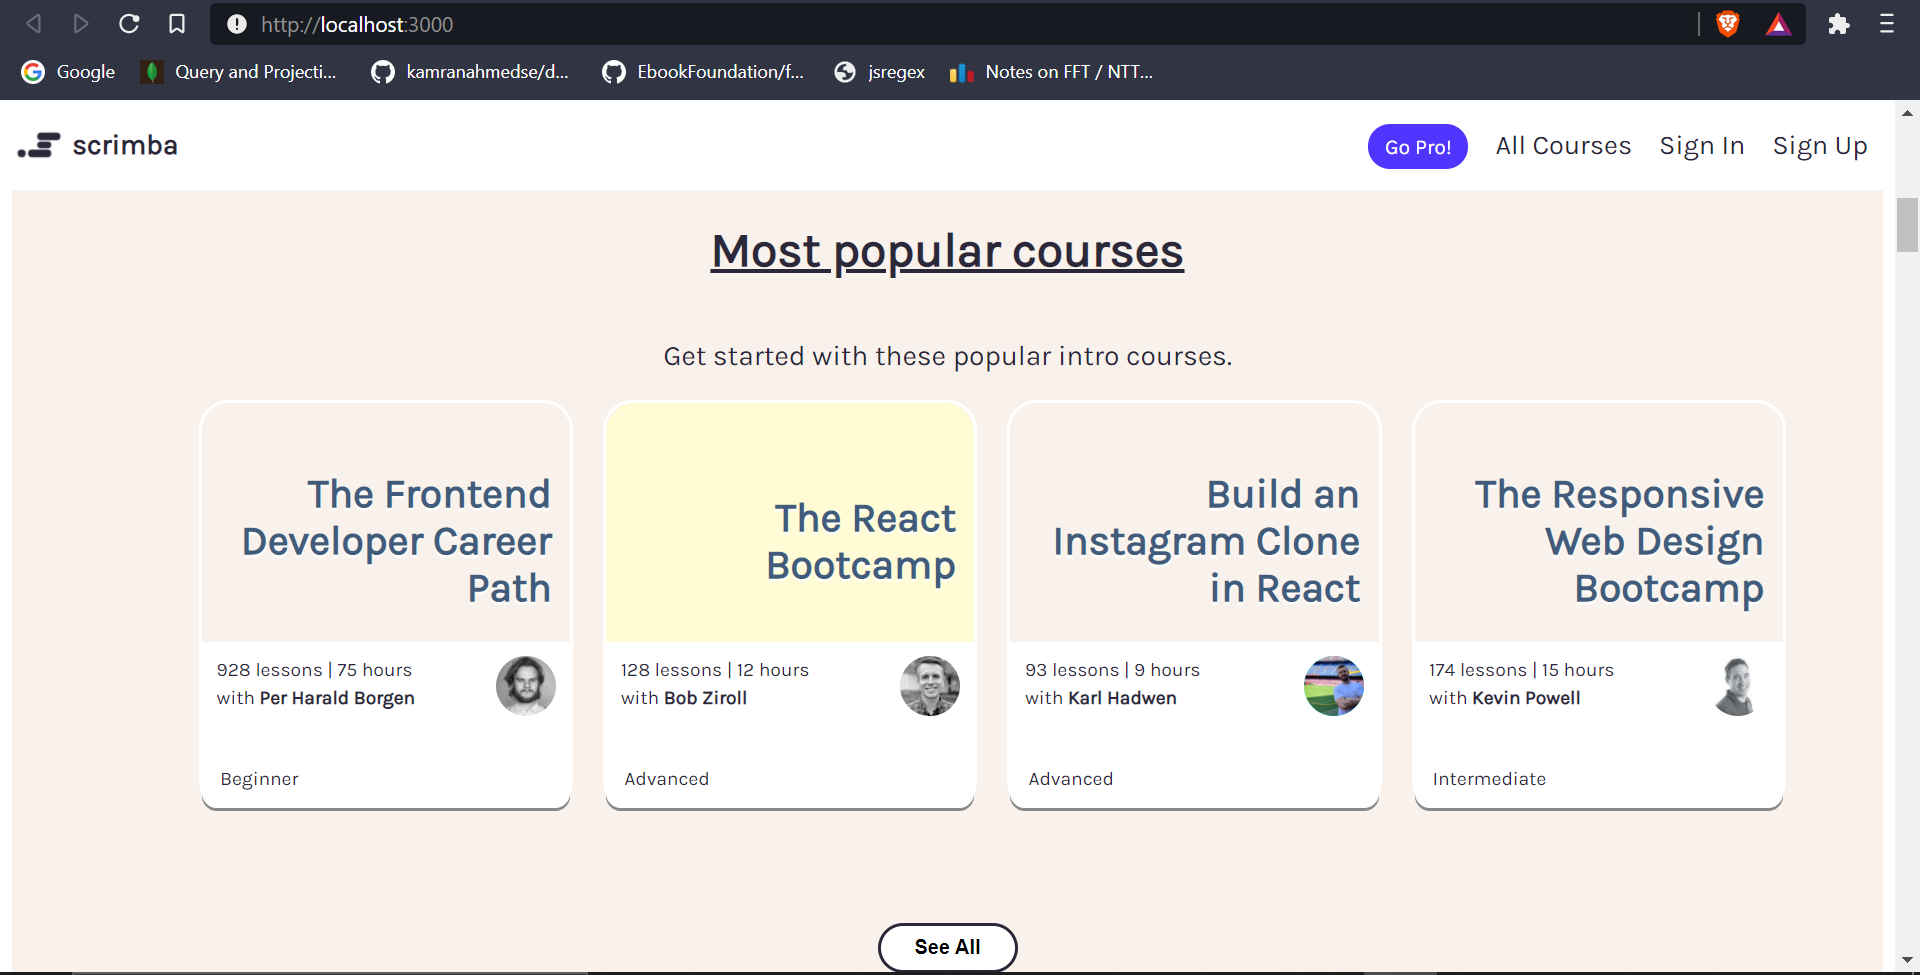 http://localhost:3000
Google
Query and Projecti...
kamranahmedse/d...
EbookFoundation/f...
jsregex
Notes on FFT / NTT...
scrimba
Go Pro!
All Courses
Sign In
Sign Up
Most popular courses
Get started with these popular intro courses.
The Frontend
Developer Career
Path
928 lessons | 75 hours
with Per Harald Borgen
Beginner
The React
Bootcamp
128 lessons | 12 hours
with Bob Ziroll
Advanced
Build an
Instagram Clone
in React
93 lessons | 9 hours
with Karl Hadwen
Advanced
The Responsive
Web Design
Bootcamp
174 lessons | 15 hours
with Kevin Powell
Intermediate
See All